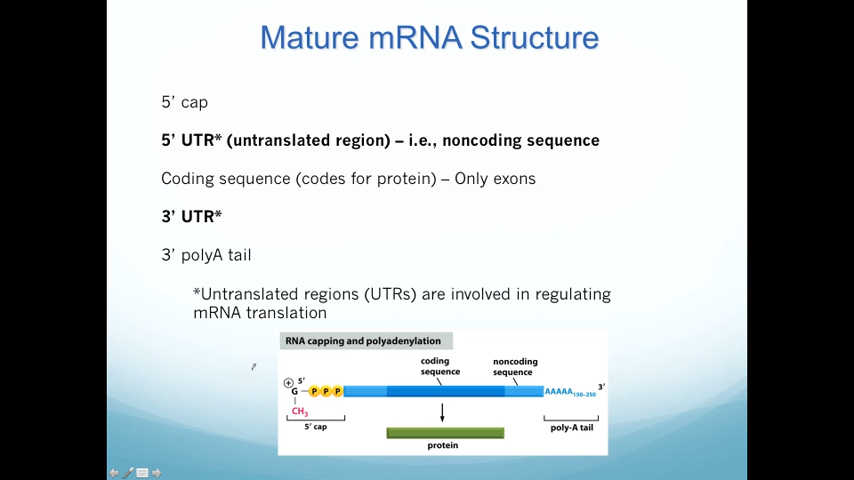 Mature mRNA Structure
5’ cap
5’ UTR* (untranslated region) – i.e., noncoding sequence
Coding sequence (codes for protein) – Only exons
3’ UTR*
3’ polyA tail
*Untranslated regions (UTRs) are involved in regulating
mRNA translation
RNA capping and polyadenylation
coding
sequence
noncoding
sequence
+ 5’
G P P P
AAAAA150–250 3’
CH3
5’ cap
poly-A tail
protein